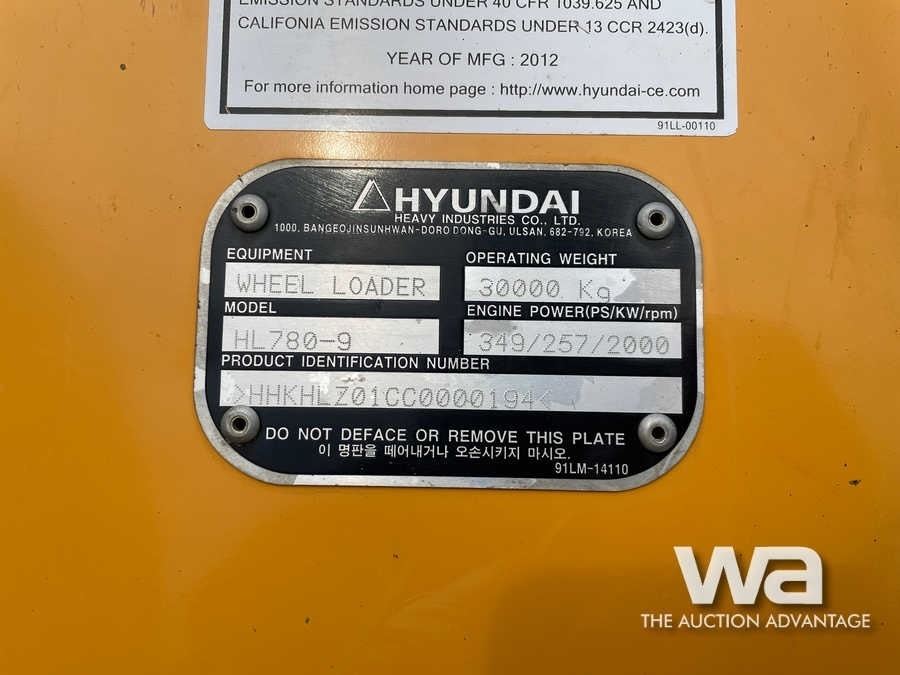 EMISSION STANDARDS UNDER 40 CFR 1039.625 AND
CALIFONIA EMISSION STANDARDS UNDER 13 CCR 2423(d).
YEAR OF MFG : 2012
For more information home page : http://www.hyundai-ce.com
91LL-00110
HYUNDAI
HEAVY INDUSTRIES CO., LTD.
1000, BANGEOJINSUNHWAN-DORO DONG-GU, ULSAN, 682-792, KOREA
EQUIPMENT OPERATING WEIGHT
WHEEL LOADER 30000 Kg
MODEL ENGINE POWER(PS/KW/rpm)
HL780-9 349/257/2000
PRODUCT IDENTIFICATION NUMBER
>HHKHLZ01CC0000194<
DO NOT DEFACE OR REMOVE THIS PLATE
이 명판을 떼어내거나 오손시키지 마시오.
91LM-14110
wa
THE AUCTION ADVANTAGE